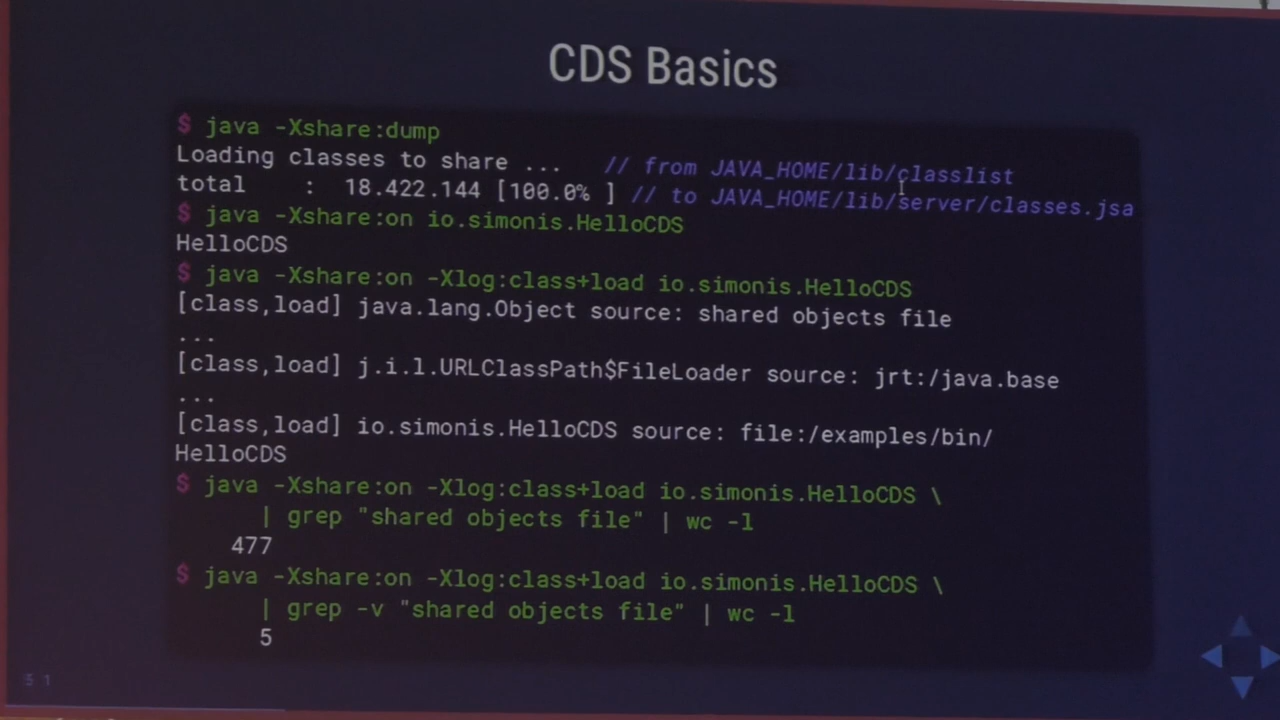 CDS Basics
$ java -Xshare:dump
Loading classes to share ... // from JAVA_HOME/lib/classlist
total : 18.422.144 [100.0% ] // to JAVA_HOME/lib/server/classes.jsa
$ java -Xshare:on io.simonis.HelloCDS
HelloCDS
$ java -Xshare:on -Xlog:class+load io.simonis.HelloCDS
[class,load] java.lang.Object source: shared objects file
...
[class,load] j.i.l.URLClassPath$FileLoader source: jrt:/java.base
...
[class,load] io.simonis.HelloCDS source: file:/examples/bin/
HelloCDS
$ java -Xshare:on -Xlog:class+load io.simonis.HelloCDS \
| grep "shared objects file" | wc -l
477
$ java -Xshare:on -Xlog:class+load io.simonis.HelloCDS \
| grep -v "shared objects file" | wc -l
5
5 1